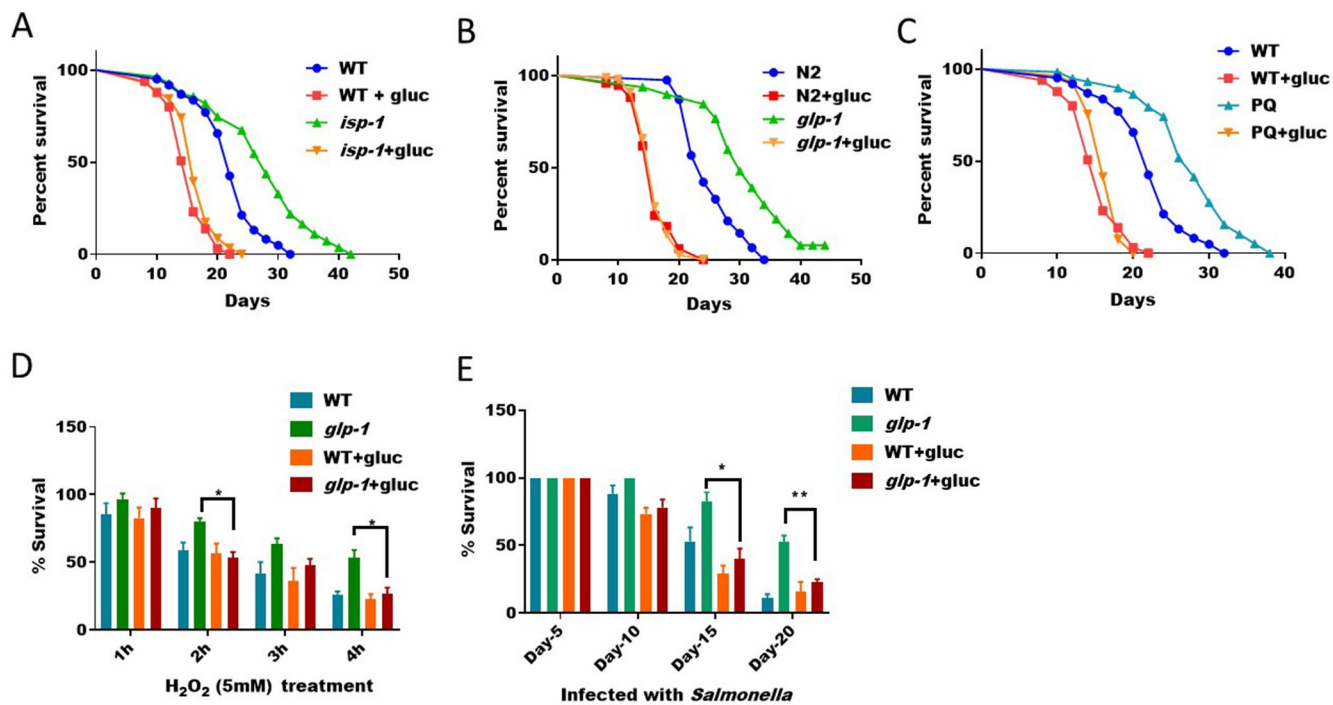 A
Percent survival
100
50
0
0 10 20 30 40 50
Days
WT
WT + gluc
isp-1
isp-1+gluc
B
Percent survival
100
50
0
0 10 20 30 40 50
Days
N2
N2+gluc
glp-1
glp-1+gluc
C
Percent survival
100
50
0
0 10 20 30 40
Days
WT
WT+gluc
PQ
PQ+gluc
D
WT
glp-1
WT+gluc
glp-1+gluc
% Survival
150
100
50
0
*
*
1h 2h 3h 4h
H₂O₂ (5mM) treatment
E
WT
glp-1
WT+gluc
glp-1+gluc
% Survival
150
100
50
0
*
**
Day-5 Day-10 Day-15 Day-20
Infected with Salmonella